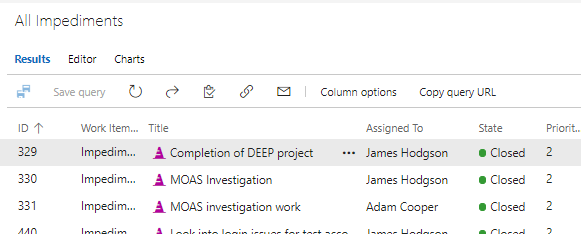 All Impediments
Results Editor Charts
Save query Column options Copy query URL
ID ↑ Work Item... Title Assigned To State Priorit...
329 Impedim... Completion of DEEP project ... James Hodgson Closed 2
330 Impedim... MOAS Investigation James Hodgson Closed 2
331 Impedim... MOAS investigation work Adam Cooper Closed 2
440 Impedim... Look into login issues for test acco... James Hodgson Closed 2